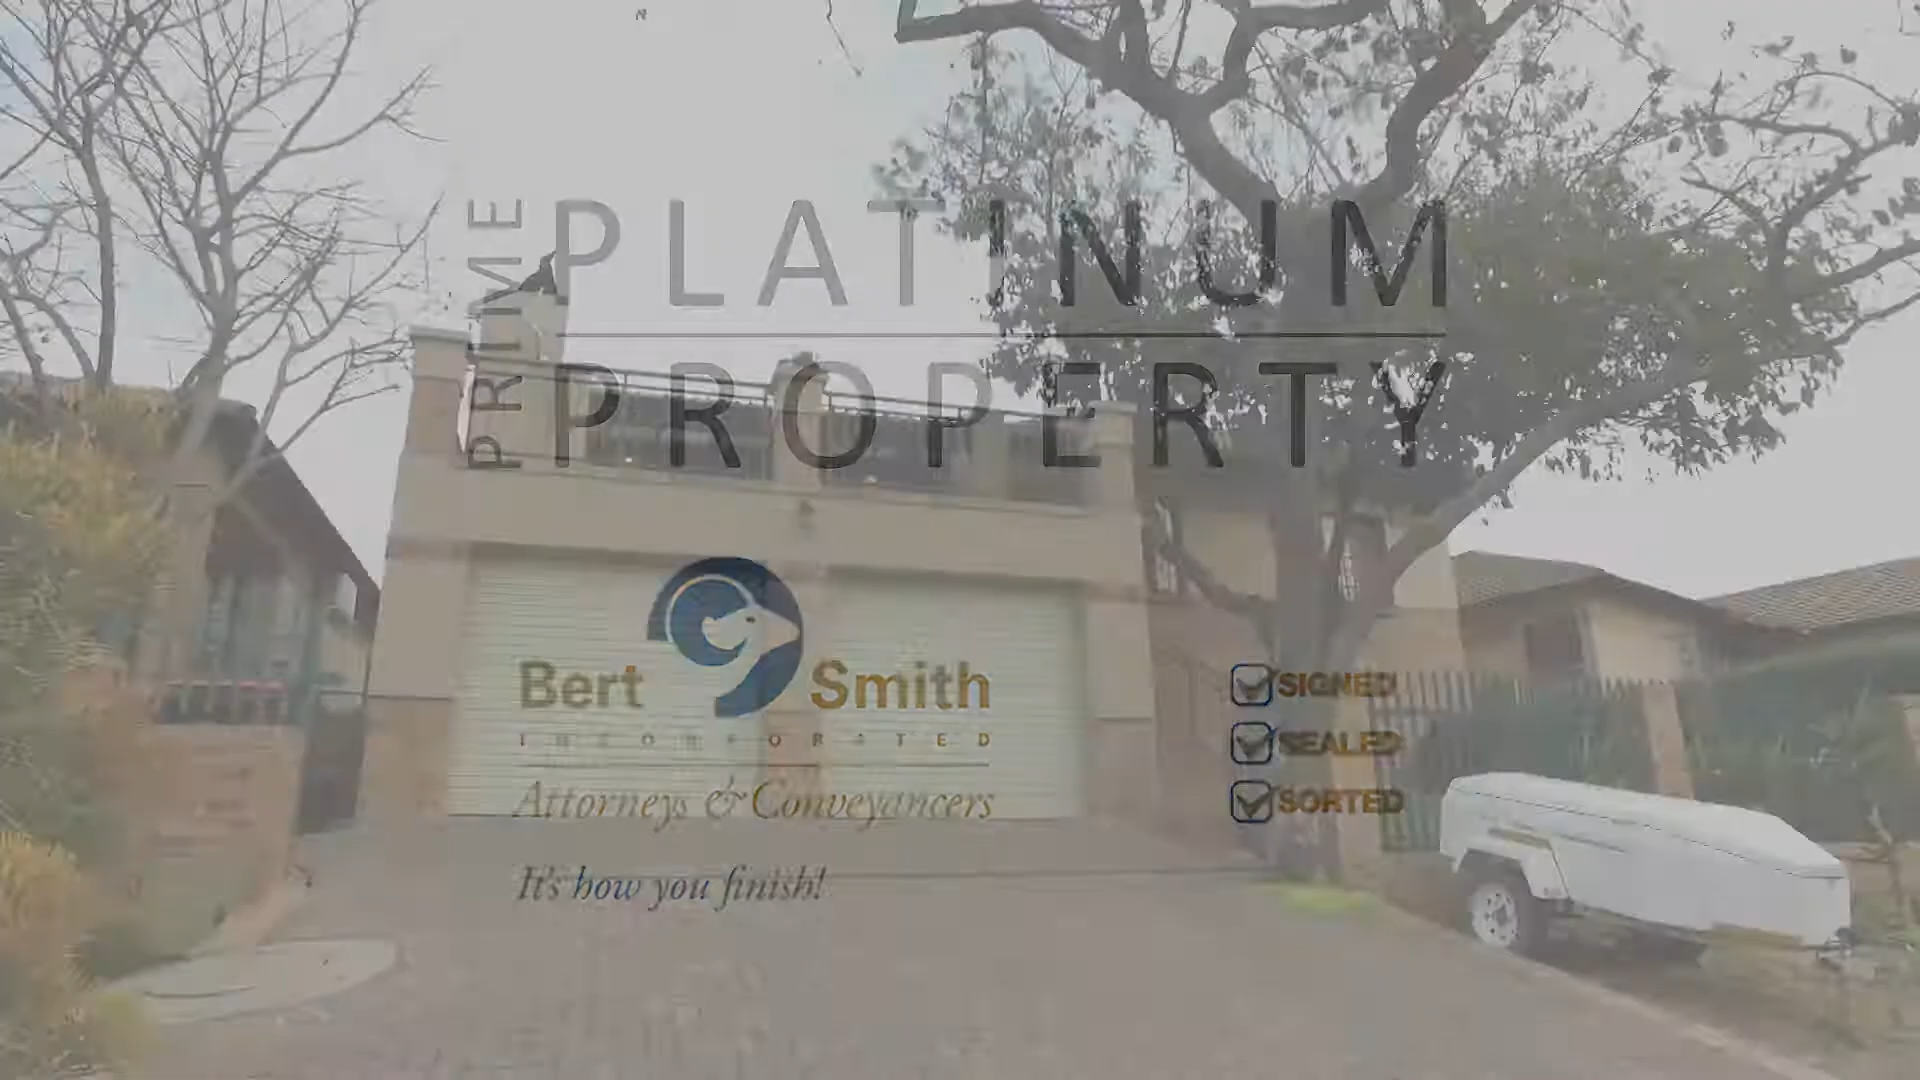 PRIME
PLATINUM
PROPERTY
Bert Smith
INCORPORATED
Attorneys & Conveyancers
It's how you finish!
SIGNED
SEALED
SORTED